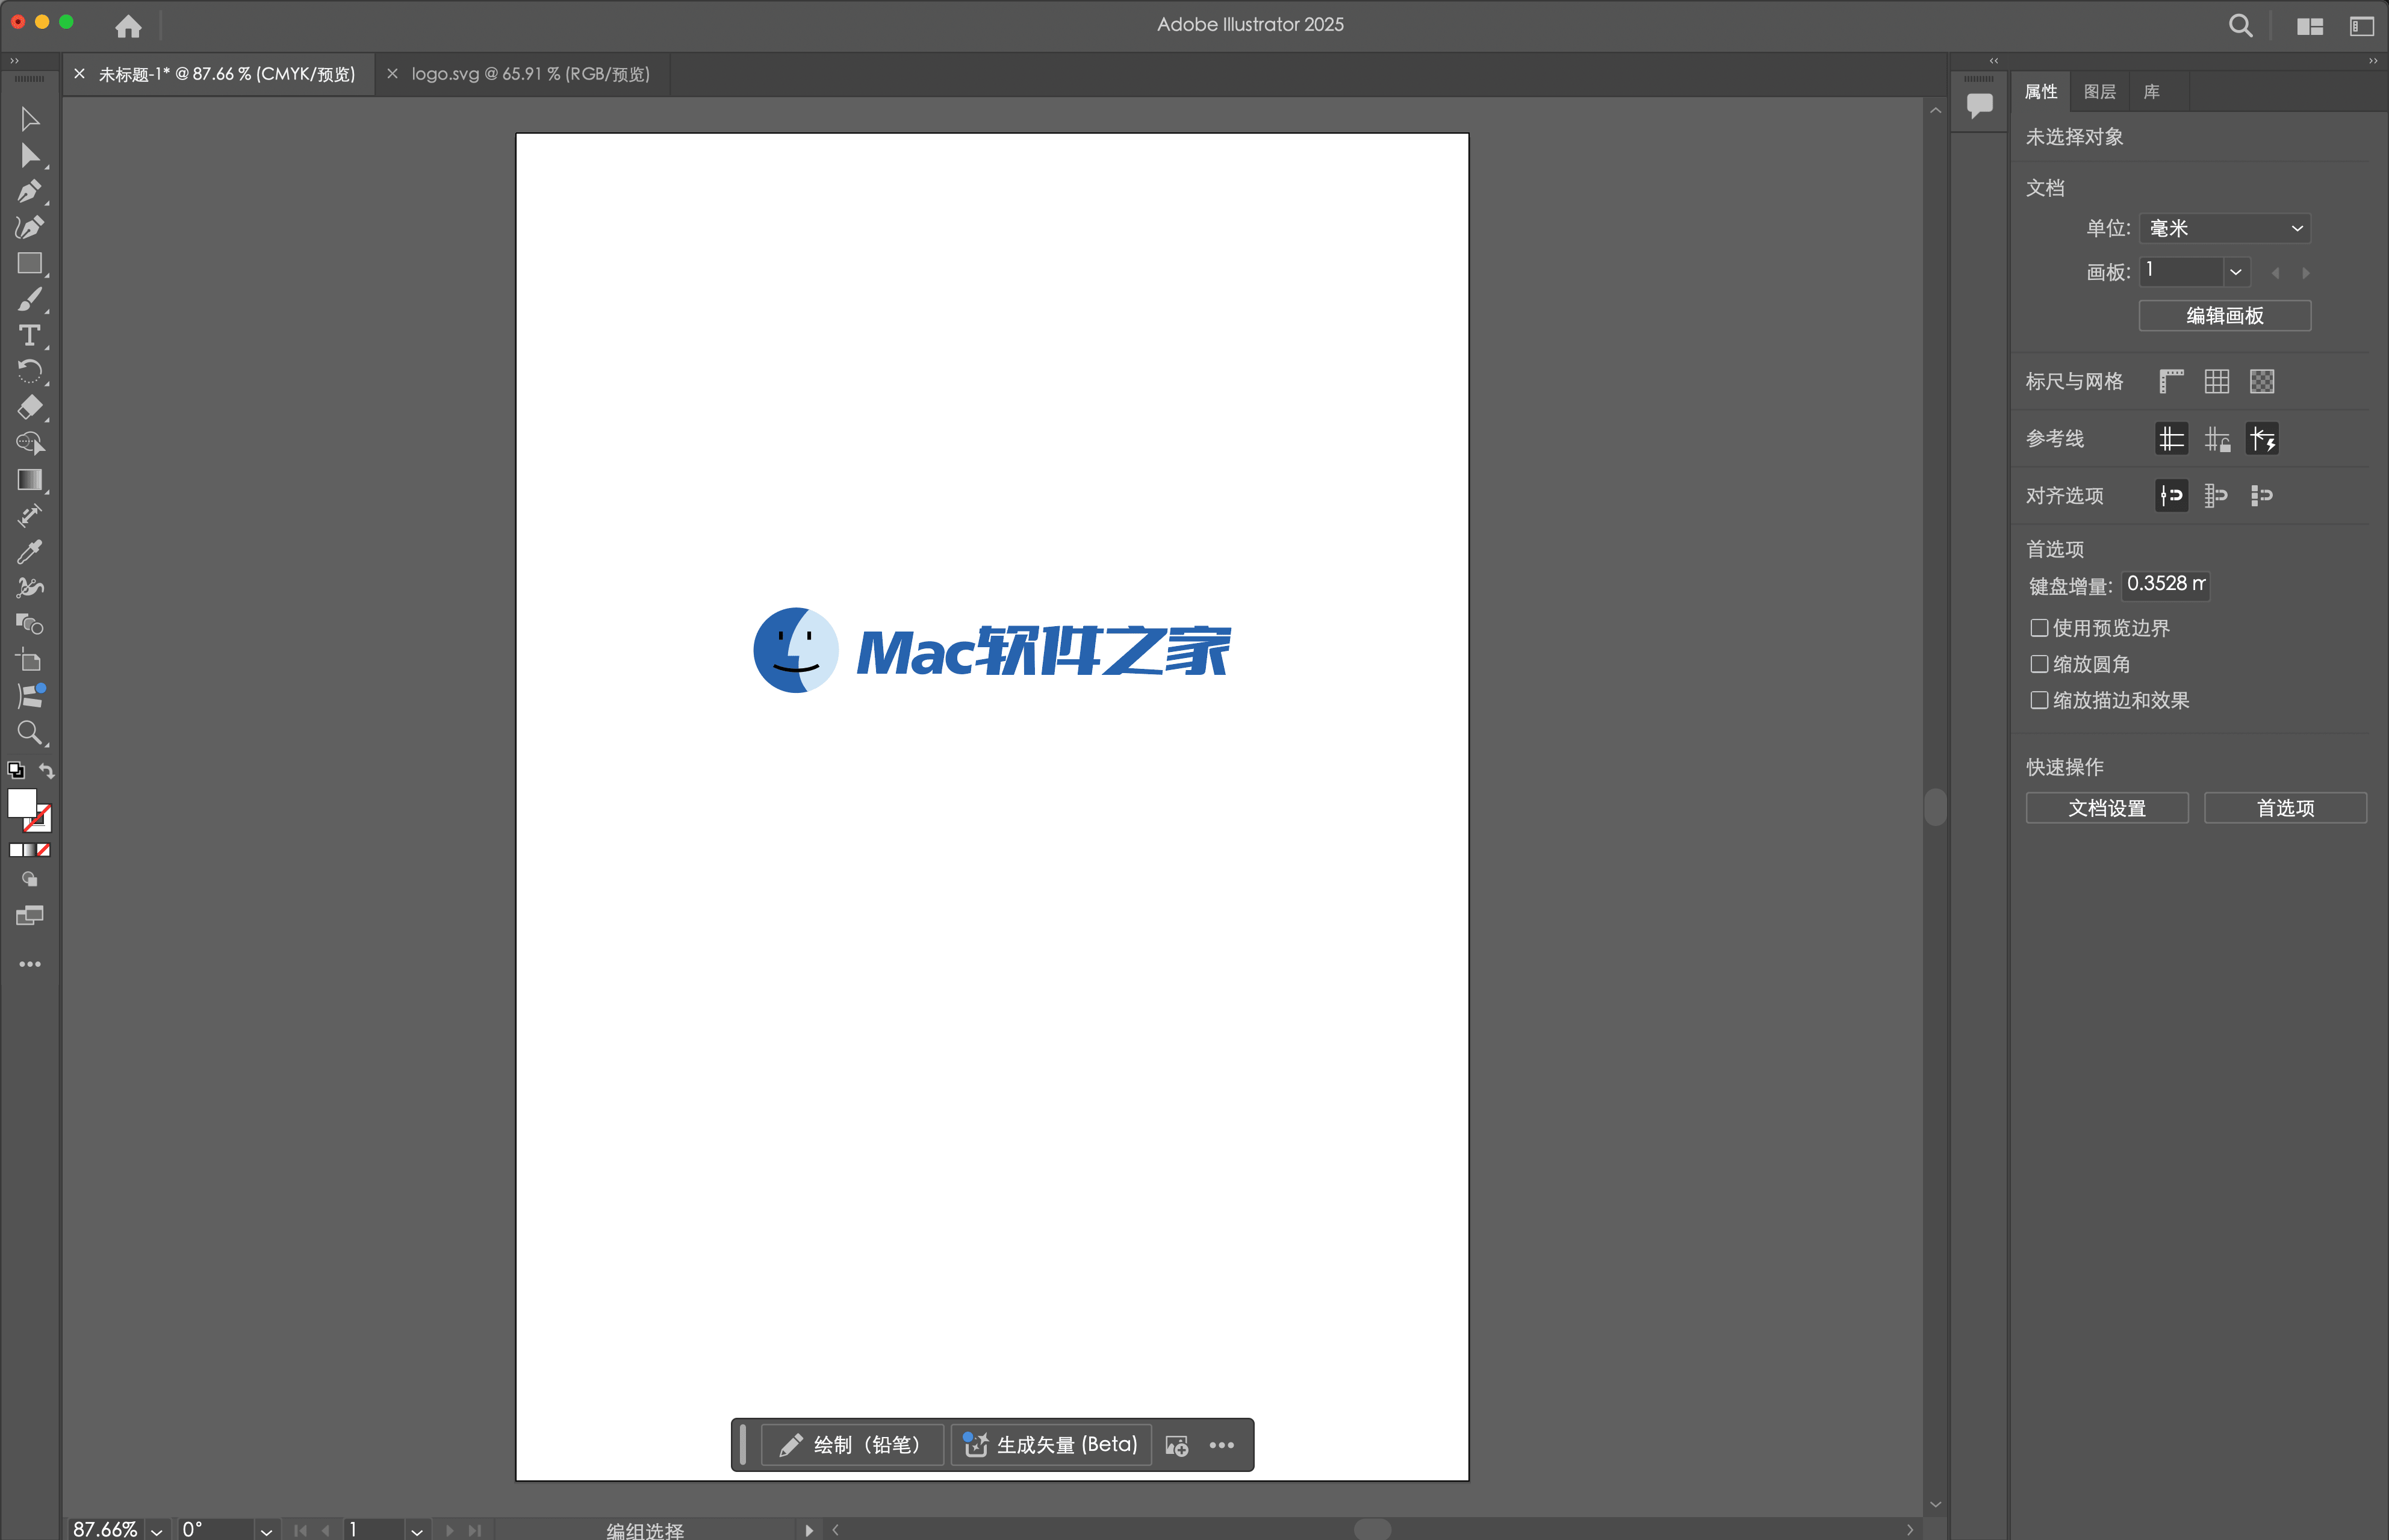 Adobe Illustrator 2025
未标题-1* @ 87.66 % (CMYK/预览)
logo.svg @ 65.91 % (RGB/预览)
属性
图层
库
未选择对象
文档
单位: 毫米
画板: 1
编辑画板
标尺与网格
参考线
对齐选项
首选项
键盘增量: 0.3528 m
使用预览边界
缩放圆角
缩放描边和效果
快速操作
文档设置
首选项
Mac软件之家
绘制（铅笔）
生成矢量 (Beta)
87.66%
0°
1
编组选择